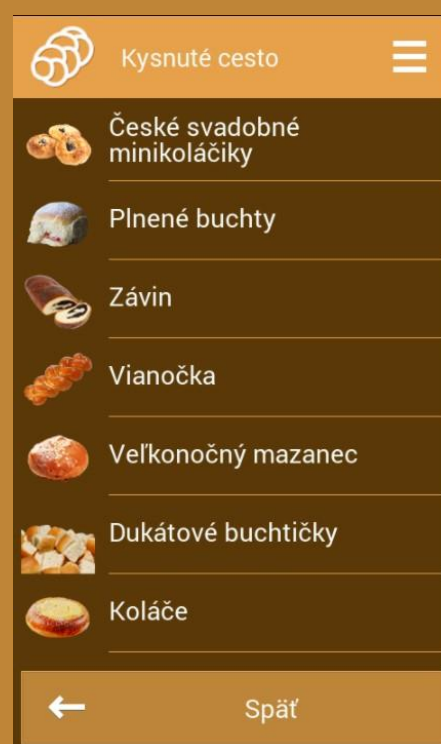 Kysnuté cesto
České svadobné
minikoláčiky
Plnené buchty
Závin
Vianočka
Veľkonočný mazanec
Dukátové buchtičky
Koláče
Späť